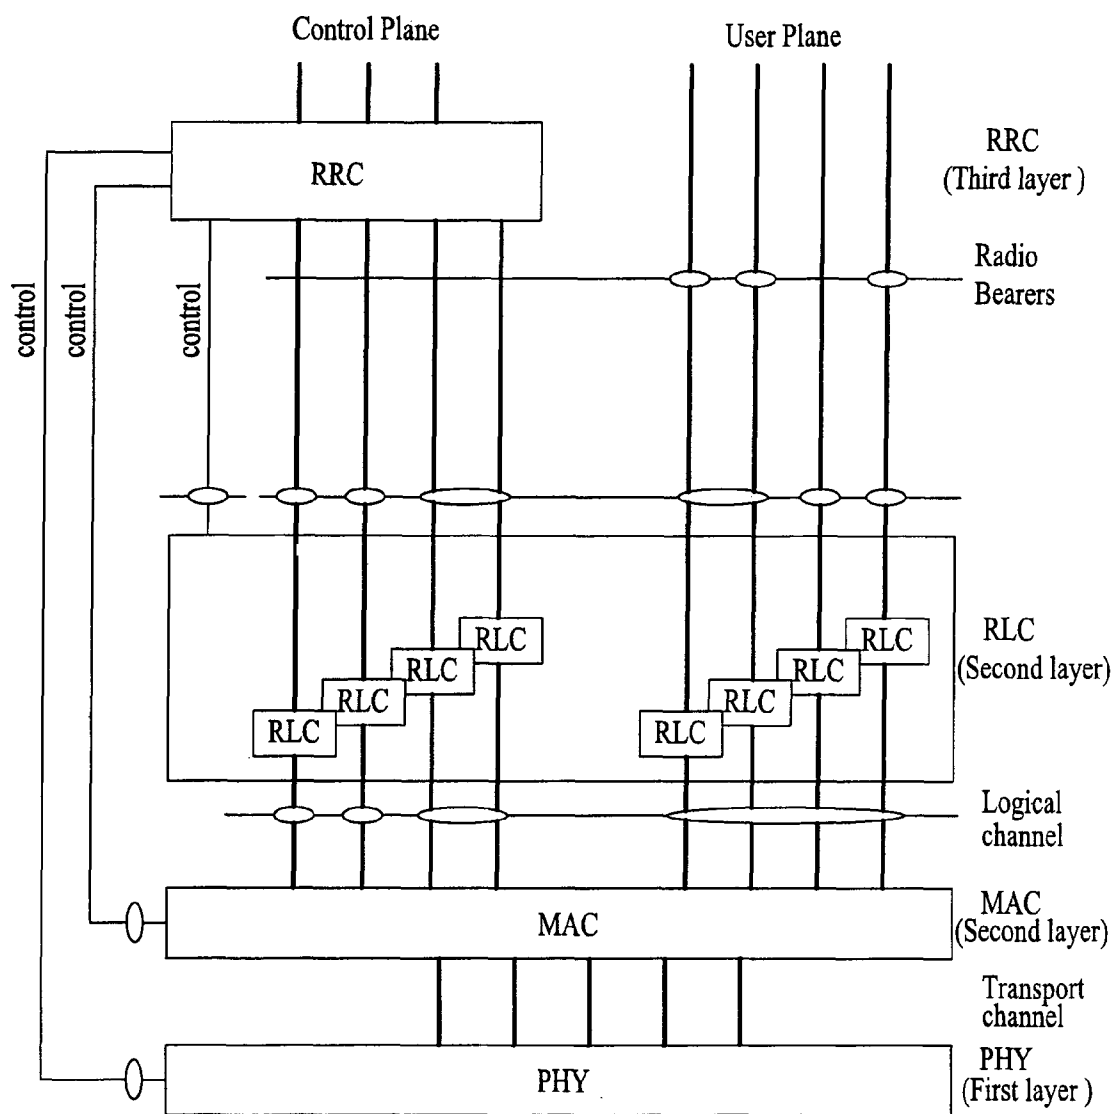 Control Plane
User Plane
RRC
RRC
(Third layer )
Radio
Bearers
control
control
control
RLC
RLC
RLC
RLC
RLC
RLC
RLC
RLC
RLC
(Second layer)
Logical
channel
MAC
MAC
(Second layer)
Transport
channel
PHY
PHY
(First layer )